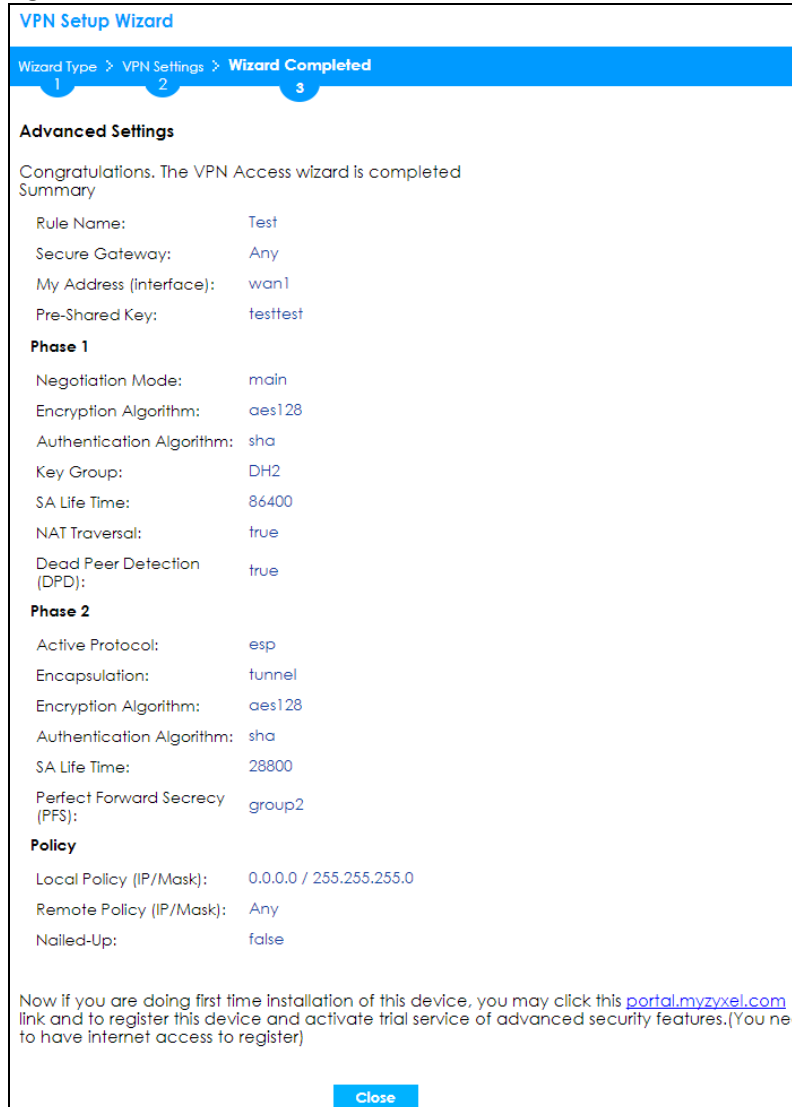 VPN Setup Wizard
Wizard Type > VPN Settings > Wizard Completed
1 2 3
Advanced Settings
Congratulations. The VPN Access wizard is completed
Summary
Rule Name: Test
Secure Gateway: Any
My Address (interface): wan1
Pre-Shared Key: testtest
Phase 1
Negotiation Mode: main
Encryption Algorithm: aes128
Authentication Algorithm: sha
Key Group: DH2
SA Life Time: 86400
NAT Traversal: true
Dead Peer Detection
(DPD): true
Phase 2
Active Protocol: esp
Encapsulation: tunnel
Encryption Algorithm: aes128
Authentication Algorithm: sha
SA Life Time: 28800
Perfect Forward Secrecy
(PFS): group2
Policy
Local Policy (IP/Mask): 0.0.0.0 / 255.255.255.0
Remote Policy (IP/Mask): Any
Nailed-Up: false
Now if you are doing first time installation of this device, you may click this portal.myzyxel.com
link and to register this device and activate trial service of advanced security features.(You ne
to have internet access to register)
Close